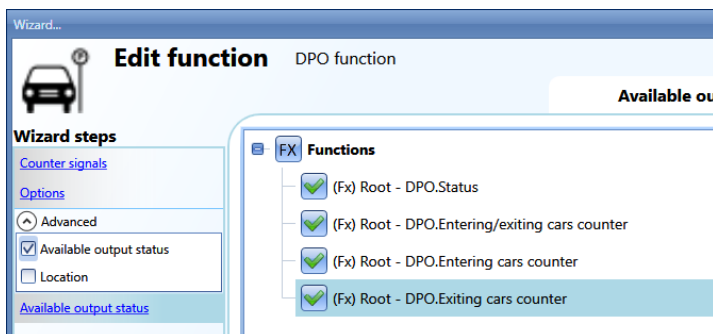 Wizard...
Edit function DPO function
Available ou
Wizard steps
Counter signals
Options
Advanced
Available output status
Location
Available output status
FX Functions
(Fx) Root - DPO.Status
(Fx) Root - DPO.Entering/exiting cars counter
(Fx) Root - DPO.Entering cars counter
(Fx) Root - DPO.Exiting cars counter